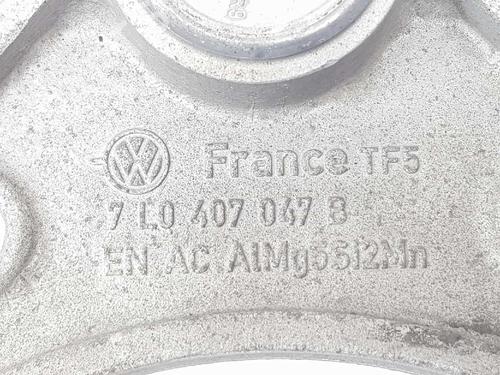 VW France TF5
7 L0 407 047 B
EN AC AlMg5Si2Mn